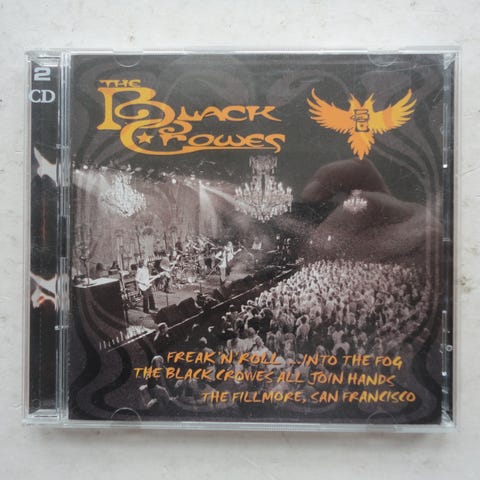 2
CD
THE
BLACK
CROWES
FREAK 'N' ROLL ...INTO THE FOG
THE BLACK CROWES ALL JOIN HANDS
THE FILLMORE, SAN FRANCISCO